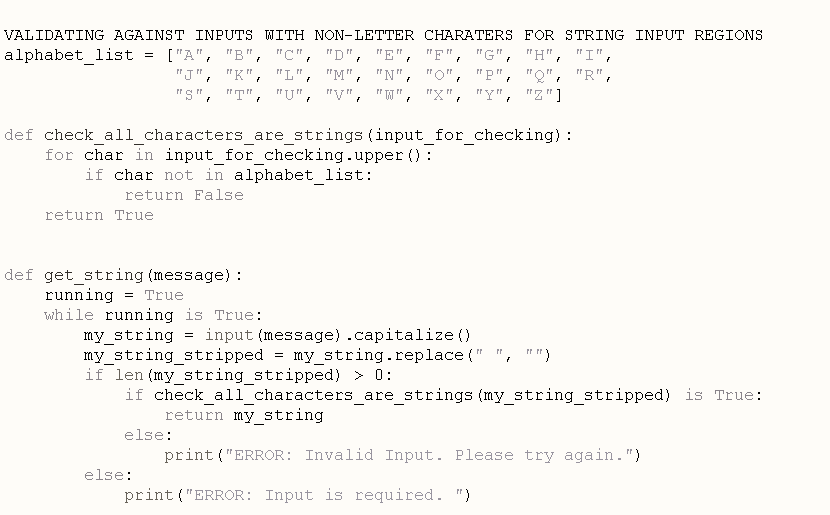 VALIDATING AGAINST INPUTS WITH NON-LETTER CHARATERS FOR STRING INPUT REGIONS
alphabet_list = ["A", "B", "C", "D", "E", "F", "G", "H", "I",
                 "J", "K", "L", "M", "N", "O", "P", "Q", "R",
                 "S", "T", "U", "V", "W", "X", "Y", "Z"]

def check_all_characters_are_strings(input_for_checking):
    for char in input_for_checking.upper():
        if char not in alphabet_list:
            return False
    return True


def get_string(message):
    running = True
    while running is True:
        my_string = input(message).capitalize()
        my_string_stripped = my_string.replace(" ", "")
        if len(my_string_stripped) > 0:
            if check_all_characters_are_strings(my_string_stripped) is True:
                return my_string
            else:
                print("ERROR: Invalid Input. Please try again.")
        else:
            print("ERROR: Input is required. ")